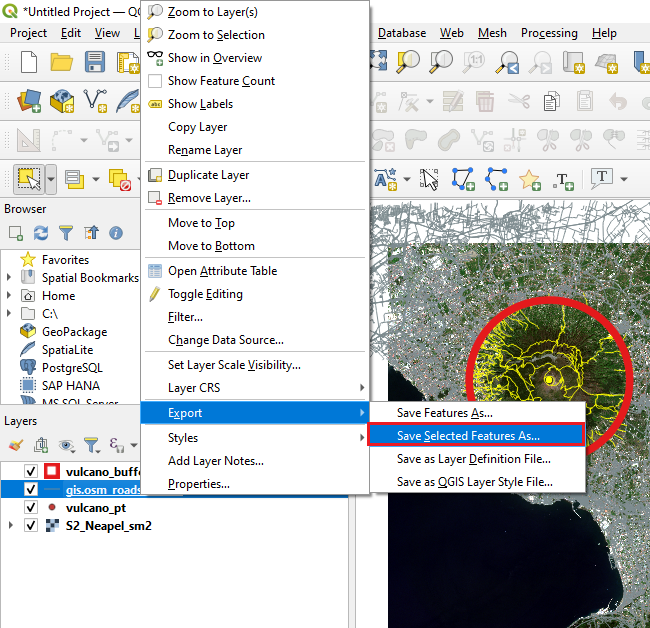 *Untitled Project — QG
Project Edit View L
Database Web Mesh Processing Help
Zoom to Layer(s)
Zoom to Selection
Show in Overview
Show Feature Count
abc
Show Labels
Copy Layer
Rename Layer
Duplicate Layer
Remove Layer...
Move to Top
Move to Bottom
Open Attribute Table
Toggle Editing
Filter...
Change Data Source...
Set Layer Scale Visibility...
Layer CRS
Export
Styles
Add Layer Notes...
Properties...
Save Features As...
Save Selected Features As...
Save as Layer Definition File...
Save as QGIS Layer Style File...
1:1
T
T
Browser
Favorites
Spatial Bookmarks
Home
C:\
GeoPackage
SpatiaLite
PostgreSQL
SAP HANA
MS SQL Server
Layers
vulcano_buffe
gis.osm_roads
vulcano_pt
S2_Neapel_sm2